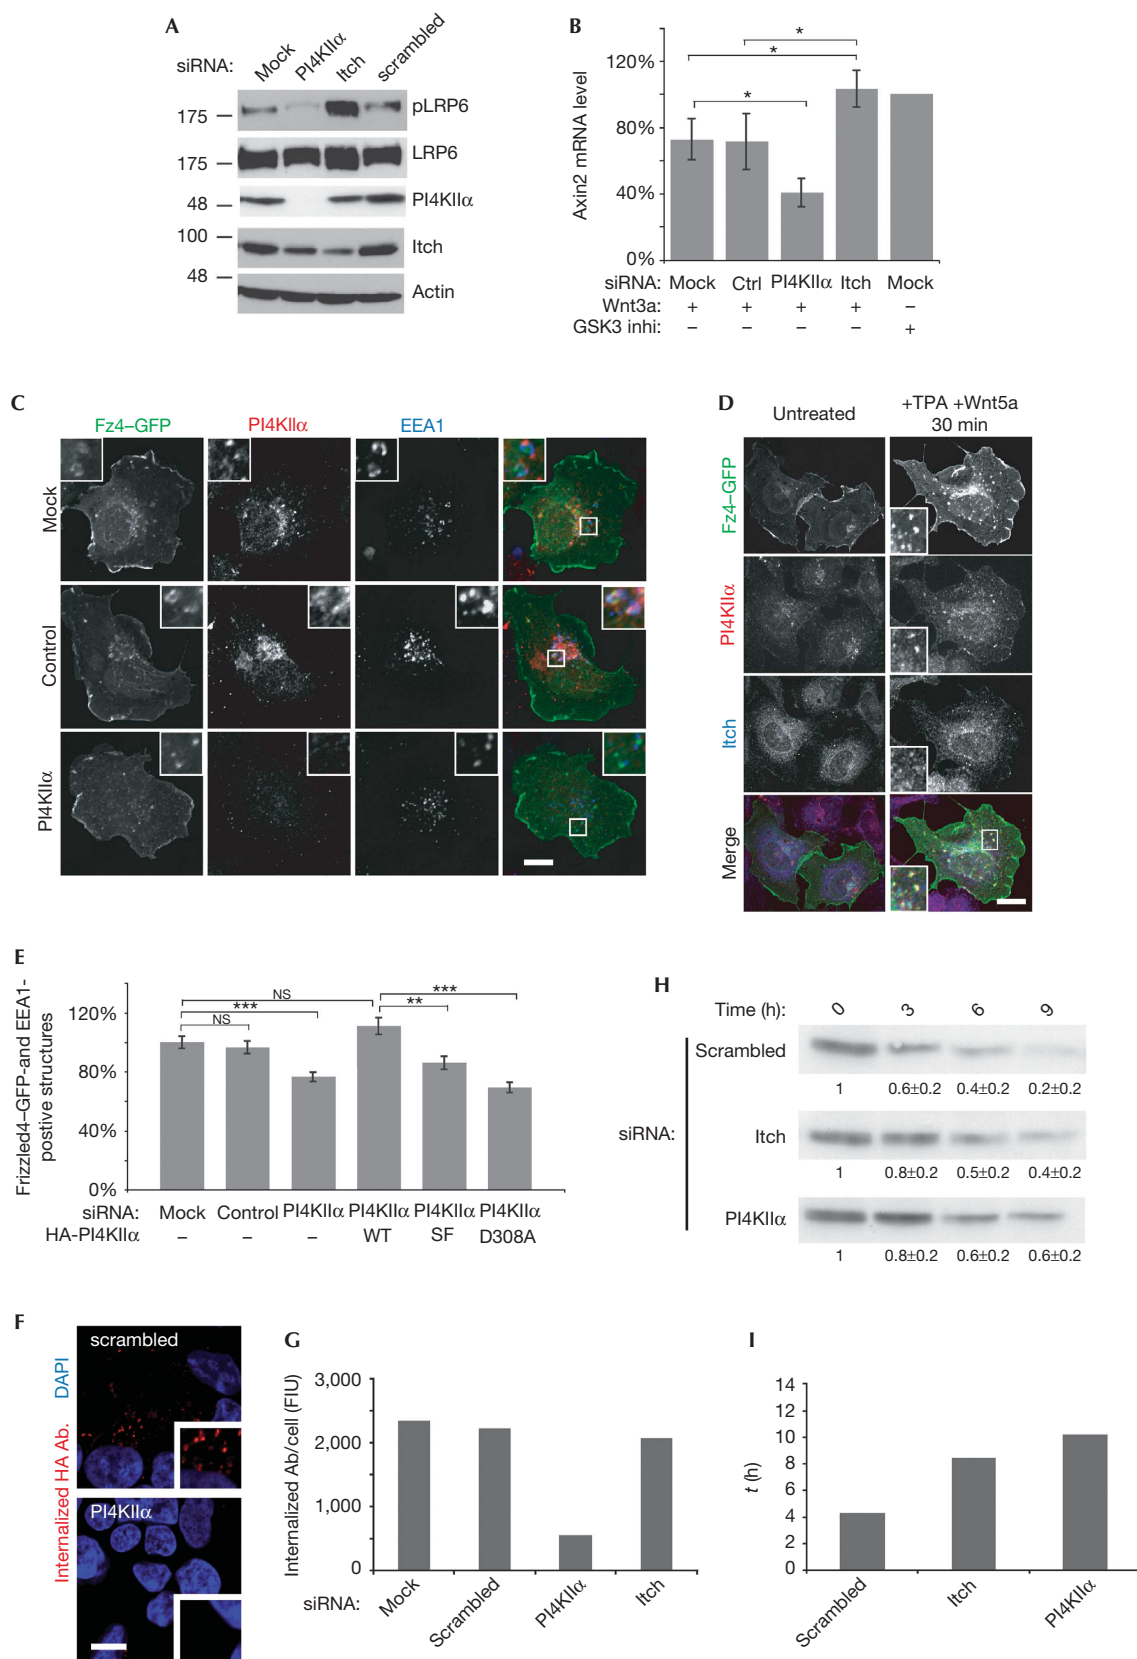 A
siRNA: Mock PI4KIIα Itch scrambled
175 pLRP6
175 LRP6
48 PI4KIIα
100 Itch
48
Actin
B
Axin2 mRNA level
120%
80%
40%
0%
* * *
siRNA: Mock Ctrl PI4KIIα Itch Mock
Wnt3a: + + + + –
GSK3 inhi: – – – – +
C
Fz4–GFP PI4KIIα EEA1
Mock
Control
PI4KIIα
D
Untreated +TPA +Wnt5a
30 min
Fz4–GFP
PI4KIIα
Itch
Merge
E
Frizzled4–GFP-and EEA1-
postive structures
120%
80%
40%
0%
NS
***
NS
***
**
siRNA: Mock Control PI4KIIα PI4KIIα PI4KIIα PI4KIIα
HA-PI4KIIα – – – WT SF D308A
H
Time (h): 0 3 6 9
siRNA:
Scrambled
1 0.6±0.2 0.4±0.2 0.2±0.2
Itch
1 0.8±0.2 0.5±0.2 0.4±0.2
PI4KIIα
1 0.8±0.2 0.6±0.2 0.6±0.2
F
Internalized HA Ab. DAPI
scrambled
PI4KIIα
G
Internalized Ab/cell (FIU)
3,000
2,000
1,000
0
siRNA: Mock Scrambled PI4KIIα Itch
I
t (h)
14
12
10
8
6
4
2
0
Scrambled Itch PI4KIIα